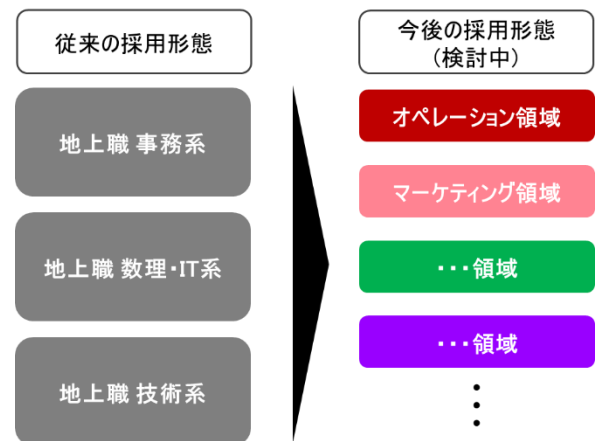 従来の採用形態
地上職 事務系
地上職 数理・IT系
地上職 技術系
今後の採用形態
(検討中)
オペレーション領域
マーケティング領域
・・・領域
・・・領域